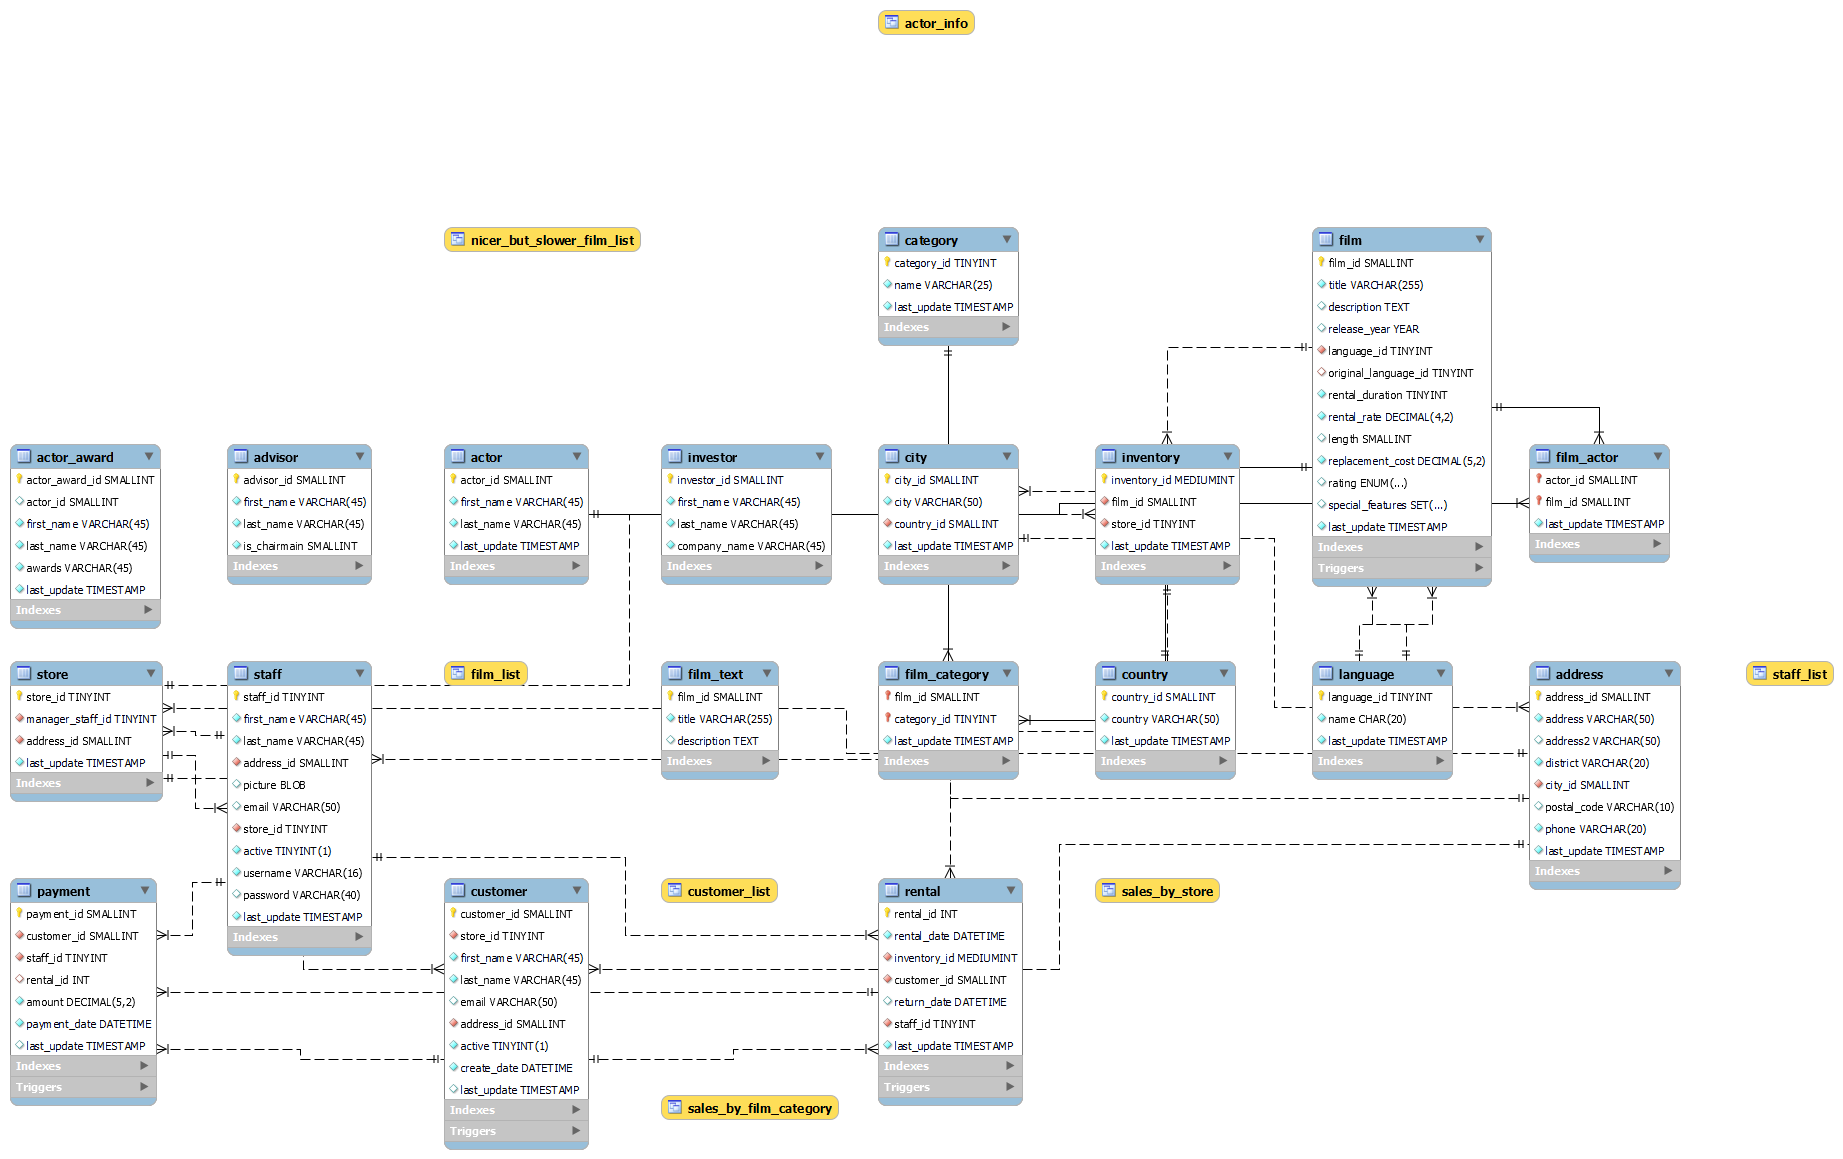 actor_info
nicer_but_slower_film_list
category
category_id TINYINT
name VARCHAR(25)
last_update TIMESTAMP
Indexes
film
film_id SMALLINT
title VARCHAR(255)
description TEXT
release_year YEAR
language_id TINYINT
original_language_id TINYINT
rental_duration TINYINT
rental_rate DECIMAL(4,2)
length SMALLINT
replacement_cost DECIMAL(5,2)
rating ENUM(...)
special_features SET(...)
last_update TIMESTAMP
Indexes
Triggers
actor_award
actor_award_id SMALLINT
actor_id SMALLINT
first_name VARCHAR(45)
last_name VARCHAR(45)
awards VARCHAR(45)
last_update TIMESTAMP
Indexes
advisor
advisor_id SMALLINT
first_name VARCHAR(45)
last_name VARCHAR(45)
is_chairmain SMALLINT
Indexes
actor
actor_id SMALLINT
first_name VARCHAR(45)
last_name VARCHAR(45)
last_update TIMESTAMP
Indexes
investor
investor_id SMALLINT
first_name VARCHAR(45)
last_name VARCHAR(45)
company_name VARCHAR(45)
Indexes
city
city_id SMALLINT
city VARCHAR(50)
country_id SMALLINT
last_update TIMESTAMP
Indexes
inventory
inventory_id MEDIUMINT
film_id SMALLINT
store_id TINYINT
last_update TIMESTAMP
Indexes
film_actor
actor_id SMALLINT
film_id SMALLINT
last_update TIMESTAMP
Indexes
store
store_id TINYINT
manager_staff_id TINYINT
address_id SMALLINT
last_update TIMESTAMP
Indexes
staff
staff_id TINYINT
first_name VARCHAR(45)
last_name VARCHAR(45)
address_id SMALLINT
picture BLOB
email VARCHAR(50)
store_id TINYINT
active TINYINT(1)
username VARCHAR(16)
password VARCHAR(40)
last_update TIMESTAMP
Indexes
film_list
film_text
film_id SMALLINT
title VARCHAR(255)
description TEXT
Indexes
film_category
film_id SMALLINT
category_id TINYINT
last_update TIMESTAMP
Indexes
country
country_id SMALLINT
country VARCHAR(50)
last_update TIMESTAMP
Indexes
language
language_id TINYINT
name CHAR(20)
last_update TIMESTAMP
Indexes
address
address_id SMALLINT
address VARCHAR(50)
address2 VARCHAR(50)
district VARCHAR(20)
city_id SMALLINT
postal_code VARCHAR(10)
phone VARCHAR(20)
last_update TIMESTAMP
Indexes
staff_list
payment
payment_id SMALLINT
customer_id SMALLINT
staff_id TINYINT
rental_id INT
amount DECIMAL(5,2)
payment_date DATETIME
last_update TIMESTAMP
Indexes
Triggers
customer
customer_id SMALLINT
store_id TINYINT
first_name VARCHAR(45)
last_name VARCHAR(45)
email VARCHAR(50)
address_id SMALLINT
active TINYINT(1)
create_date DATETIME
last_update TIMESTAMP
Indexes
Triggers
customer_list
rental
rental_id INT
rental_date DATETIME
inventory_id MEDIUMINT
customer_id SMALLINT
return_date DATETIME
staff_id TINYINT
last_update TIMESTAMP
Indexes
Triggers
sales_by_store
sales_by_film_category